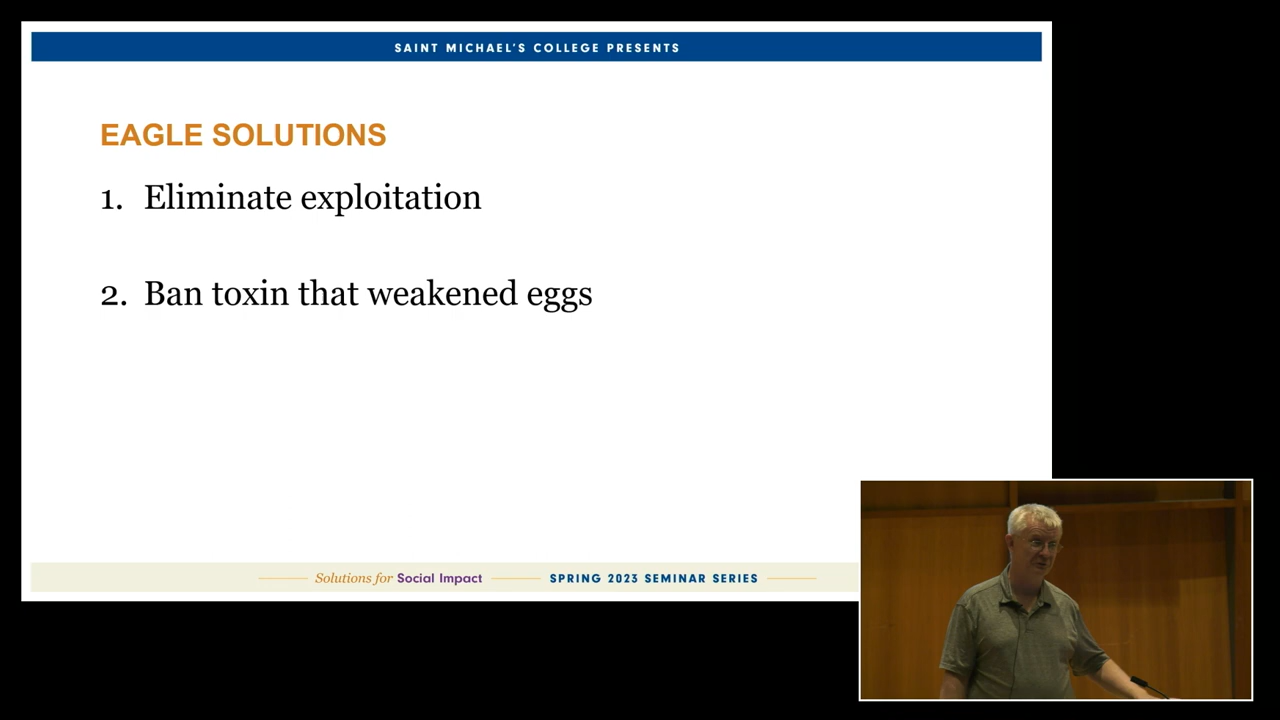 SAINT MICHAEL'S COLLEGE PRESENTS
EAGLE SOLUTIONS
1. Eliminate exploitation
2. Ban toxin that weakened eggs
Solutions for Social Impact SPRING 2023 SEMINAR SERIES